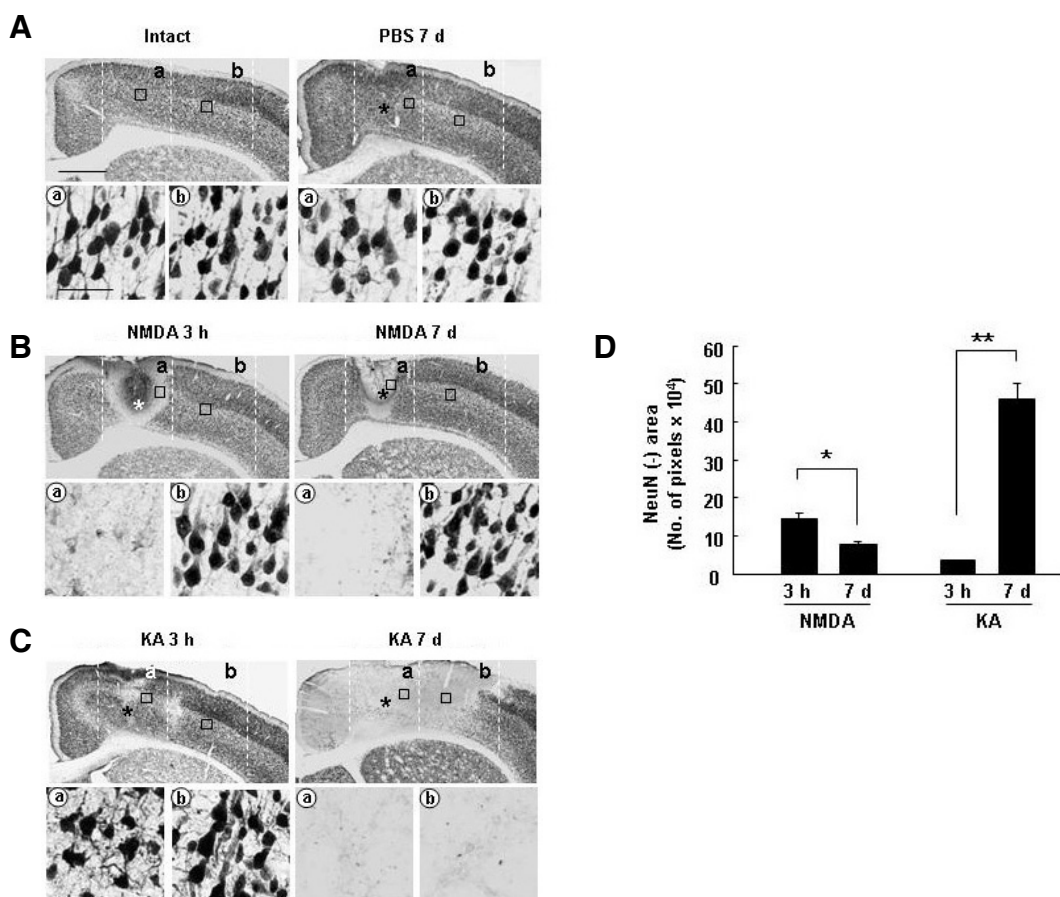 A
Intact
PBS 7 d
a b
a b
*
ⓐ ⓑ
ⓐ ⓑ
B
NMDA 3 h
NMDA 7 d
a b
a b
*
*
ⓐ ⓑ
ⓐ ⓑ
C
KA 3 h
KA 7 d
a b
a b
*
*
ⓐ ⓑ
ⓐ ⓑ
D
NeuN (-) area
(No. of pixels × 10⁴)
60
50
40
30
20
10
0
*
**
3 h 7 d 3 h 7 d
NMDA KA